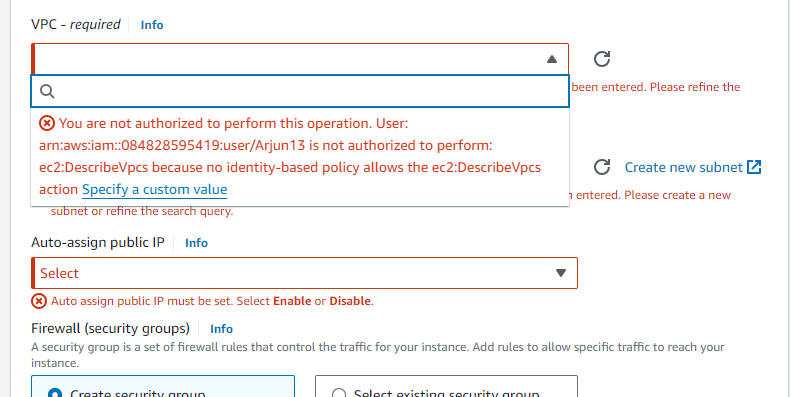 VPC - required Info
been entered. Please refine the
You are not authorized to perform this operation. User:
arn:aws:iam::084828595419:user/Arjun13 is not authorized to perform:
ec2:DescribeVpcs because no identity-based policy allows the ec2:DescribeVpcs
action Specify a custom value
Create new subnet
n entered. Please create a new
subnet or refine the search query.
Auto-assign public IP Info
Select
Auto assign public IP must be set. Select Enable or Disable.
Firewall (security groups) Info
A security group is a set of firewall rules that control the traffic for your instance. Add rules to allow specific traffic to reach your
instance.
Create security group
Select existing security group